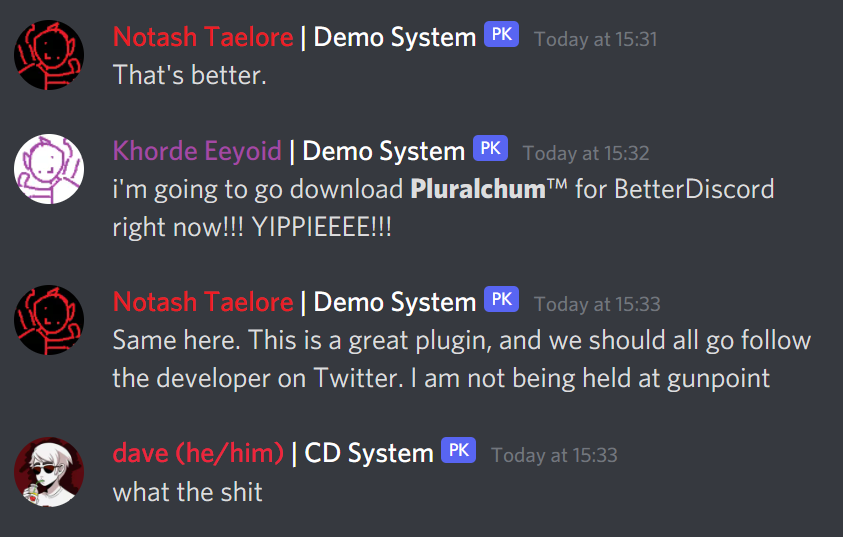 Notash Taelore | Demo System PK Today at 15:31
That's better.
Khorde Eeyoid | Demo System PK Today at 15:32
i'm going to go download Pluralchum™ for BetterDiscord
right now!!! YIPPIEEEE!!!
Notash Taelore | Demo System PK Today at 15:33
Same here. This is a great plugin, and we should all go follow
the developer on Twitter. I am not being held at gunpoint
dave (he/him) | CD System PK Today at 15:33
what the shit